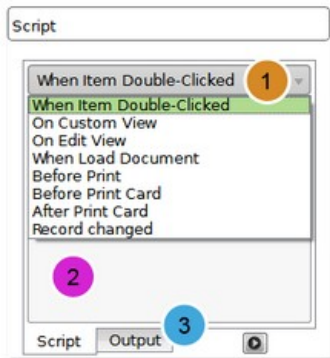 Script
When Item Double-Clicked 1
When Item Double-Clicked
On Custom View
On Edit View
When Load Document
Before Print
Before Print Card
After Print Card
Record changed
2
3
Script Output